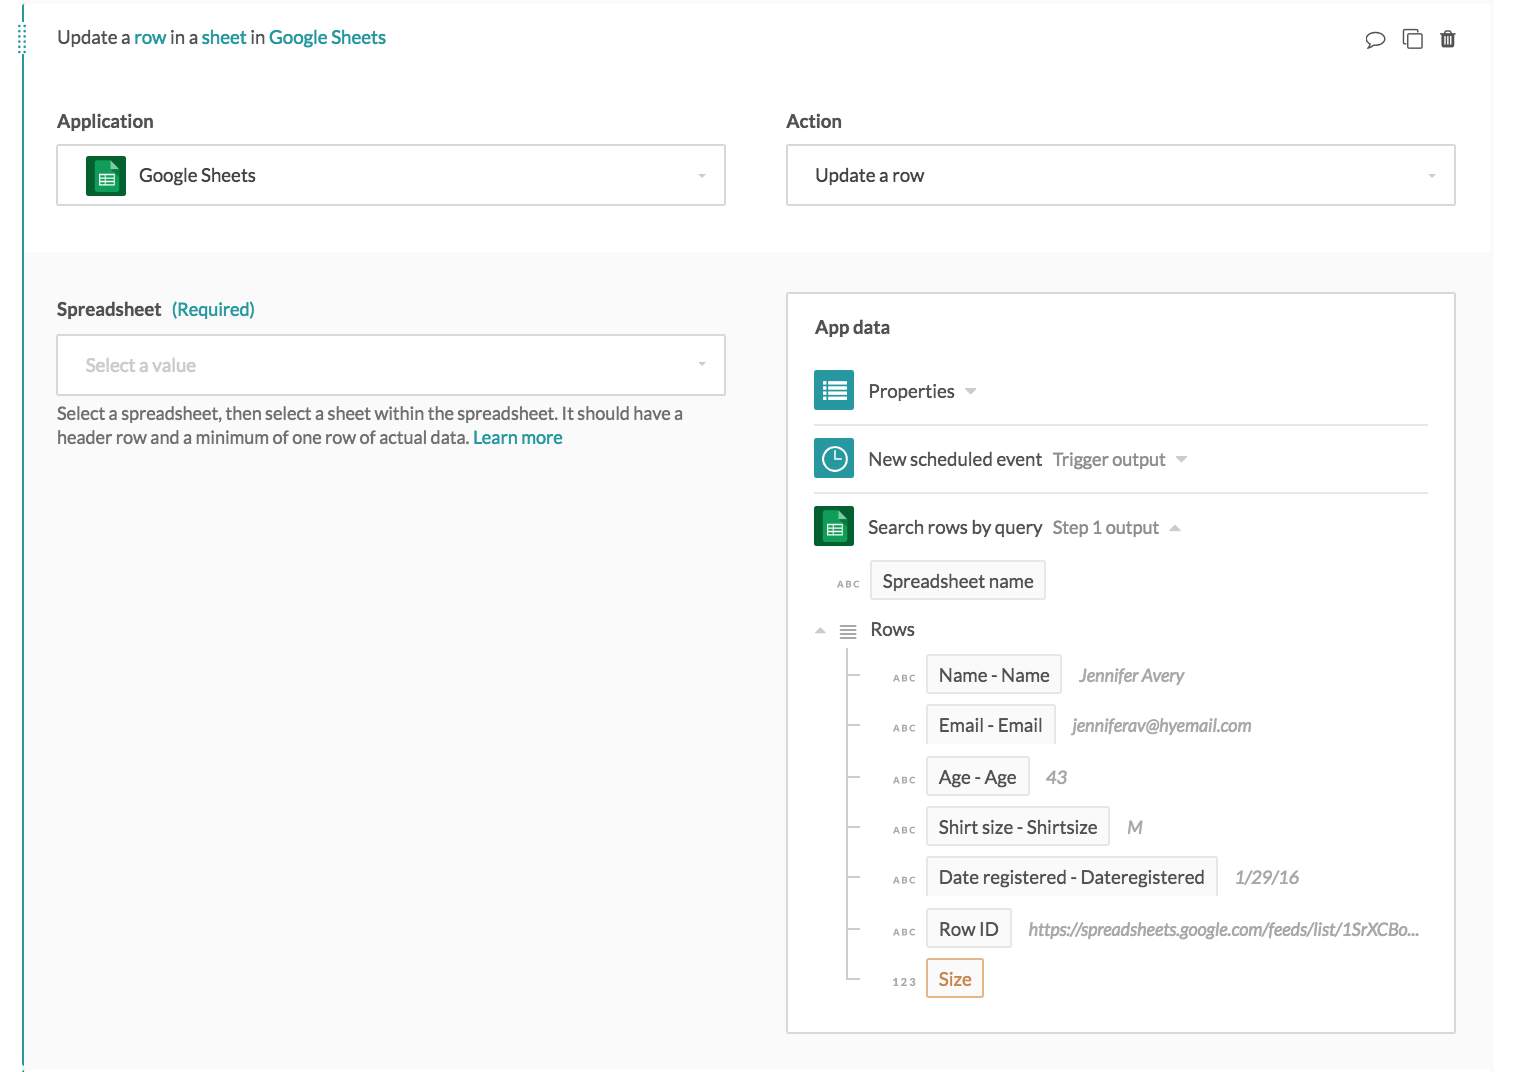 Update a row in a sheet in Google Sheets
Application
Action
Google Sheets
Update a row
Spreadsheet (Required)
Select a value
Select a spreadsheet, then select a sheet within the spreadsheet. It should have a
header row and a minimum of one row of actual data. Learn more
App data
Properties
New scheduled event Trigger output
Search rows by query Step 1 output
ABC Spreadsheet name
Rows
ABC Name - Name Jennifer Avery
ABC Email - Email jenniferav@hyemail.com
ABC Age - Age 43
ABC Shirt size - Shirtsize M
ABC Date registered - Dateregistered 1/29/16
ABC Row ID https://spreadsheets.google.com/feeds/list/1SrXCBo...
123 Size